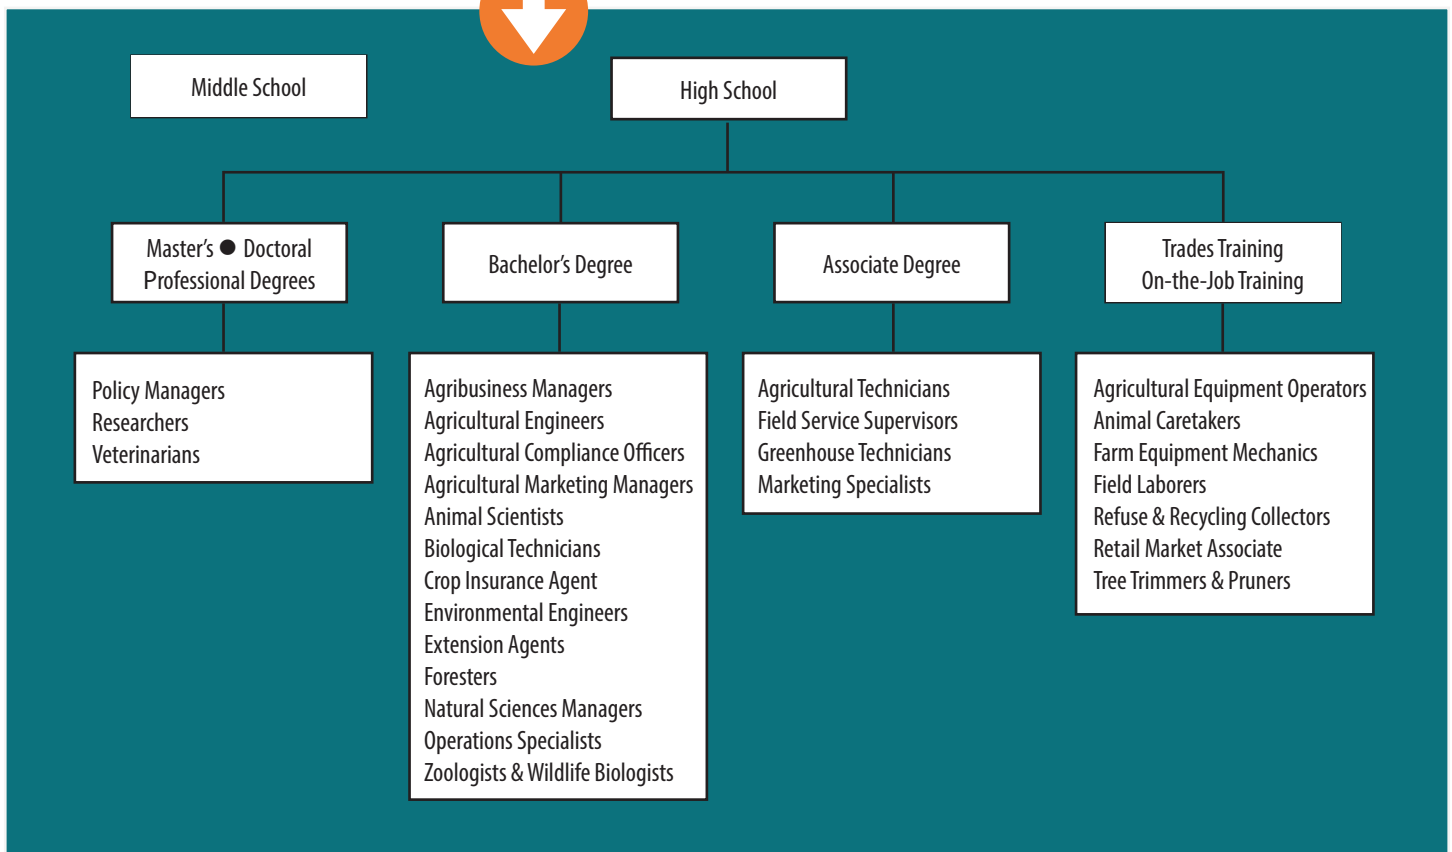 Middle School
High School
Master's ● Doctoral
Professional Degrees
Bachelor's Degree
Associate Degree
Trades Training
On-the-Job Training
Policy Managers
Researchers
Veterinarians
Agribusiness Managers
Agricultural Engineers
Agricultural Compliance Officers
Agricultural Marketing Managers
Animal Scientists
Biological Technicians
Crop Insurance Agent
Environmental Engineers
Extension Agents
Foresters
Natural Sciences Managers
Operations Specialists
Zoologists & Wildlife Biologists
Agricultural Technicians
Field Service Supervisors
Greenhouse Technicians
Marketing Specialists
Agricultural Equipment Operators
Animal Caretakers
Farm Equipment Mechanics
Field Laborers
Refuse & Recycling Collectors
Retail Market Associate
Tree Trimmers & Pruners